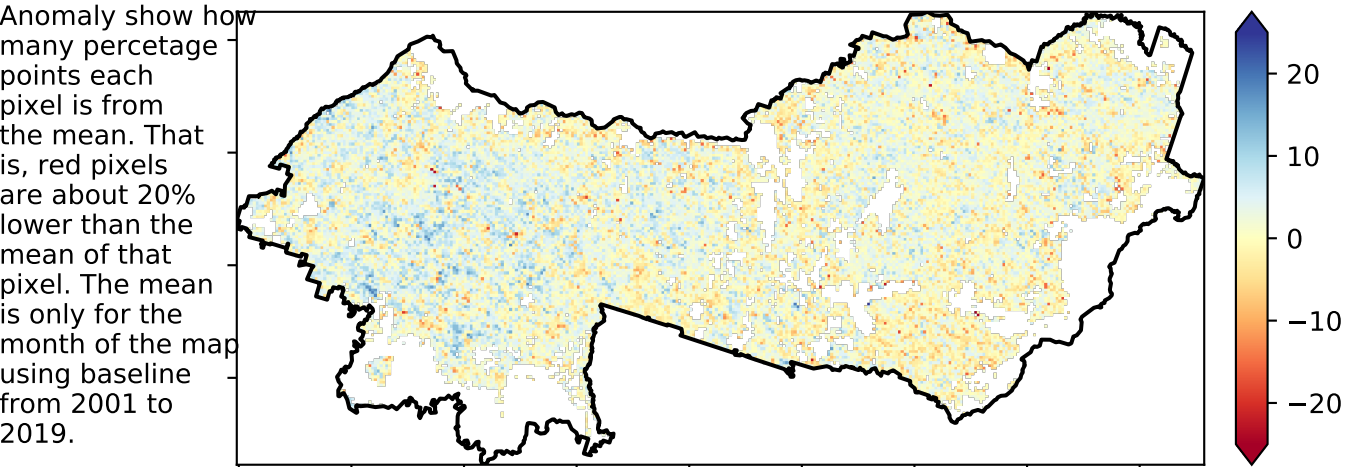 Anomaly show how
many percetage
points each
pixel is from
the mean. That
is, red pixels
are about 20%
lower than the
mean of that
pixel. The mean
is only for the
month of the map
using baseline
from 2001 to
2019.
20
10
0
−10
−20